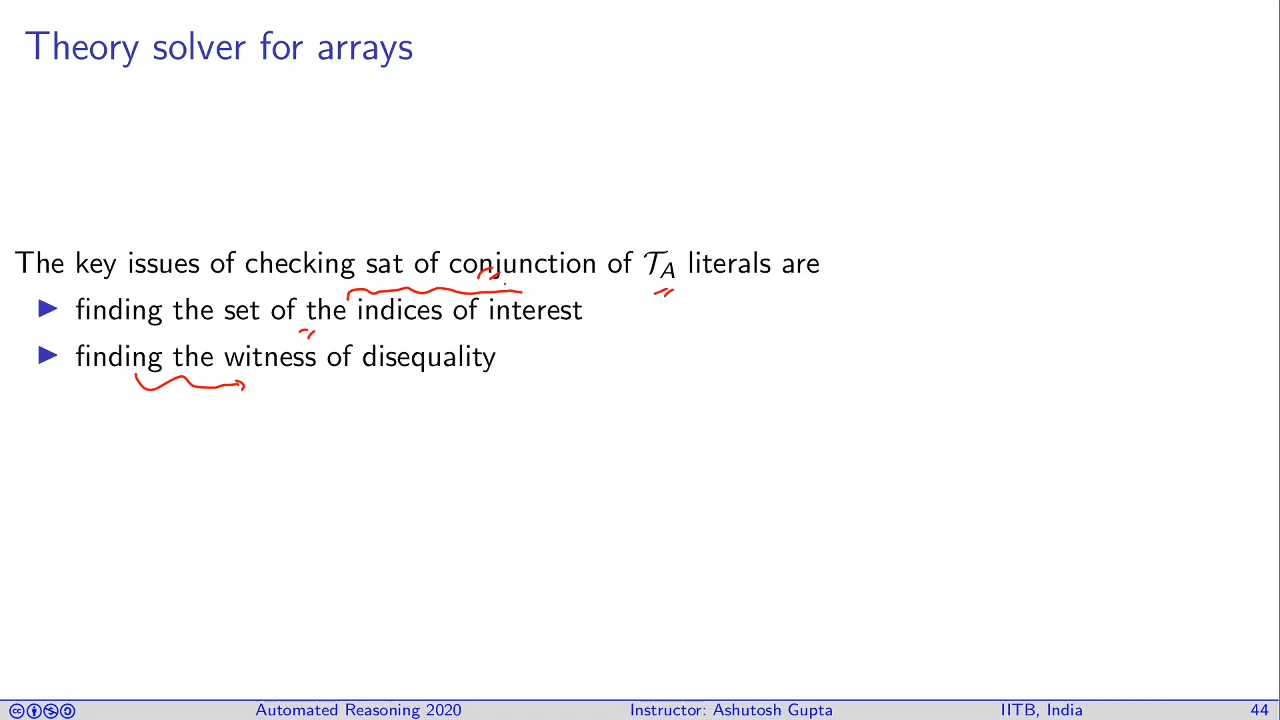 Theory solver for arrays
The key issues of checking sat of conjunction of 𝒯A literals are
▶ finding the set of the indices of interest
▶ finding the witness of disequality
Automated Reasoning 2020 Instructor: Ashutosh Gupta IITB, India 44